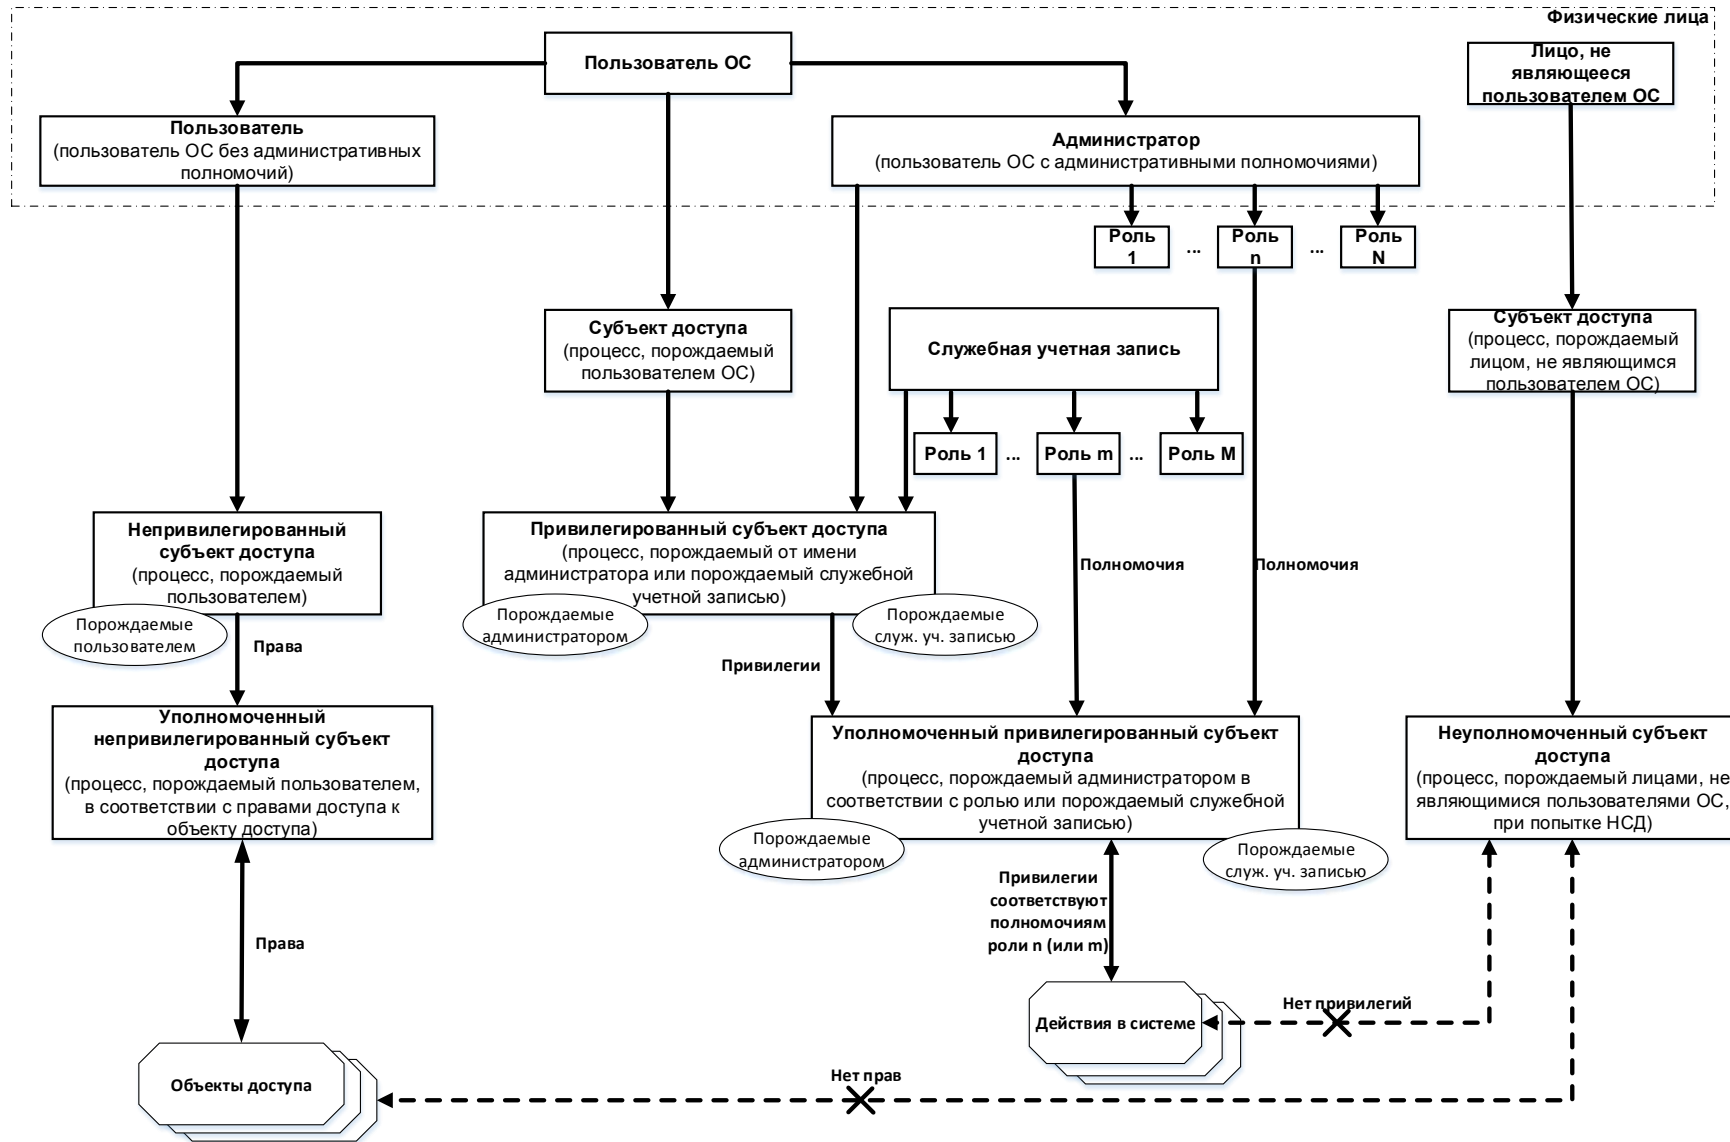 Физические лица
Пользователь ОС
Лицо, не
являющееся
пользователем ОС
Пользователь
(пользователь ОС без административных
полномочий)
Администратор
(пользователь ОС с административными полномочиями)
Роль
1
...
Роль
n
...
Роль
N
Субъект доступа
(процесс, порождаемый
пользователем ОС)
Служебная учетная запись
Субъект доступа
(процесс, порождаемый
лицом, не являющимся
пользователем ОС)
Роль 1
...
Роль m
...
Роль M
Непривилегированный
субъект доступа
(процесс, порождаемый
пользователем)
Порождаемые
пользователем
Права
Привилегированный субъект доступа
(процесс, порождаемый от имени
администратора или порождаемый служебной
учетной записью)
Порождаемые
администратором
Порождаемые
служ. уч. записью
Привилегии
Полномочия
Полномочия
Уполномоченный
непривилегированный субъект
доступа
(процесс, порождаемый пользователем,
в соответствии с правами доступа к
объекту доступа)
Уполномоченный привилегированный субъект
доступа
(процесс, порождаемый администратором в
соответствии с ролью или порождаемый служебной
учетной записью)
Порождаемые
администратором
Порождаемые
служ. уч. записью
Неуполномоченный субъект
доступа
(процесс, порождаемый лицами, не
являющимися пользователями ОС,
при попытке НСД)
Права
Привилегии
соответствуют
полномочиям
роли n (или m)
Действия в системе
Нет привилегий
Объекты доступа
Нет прав